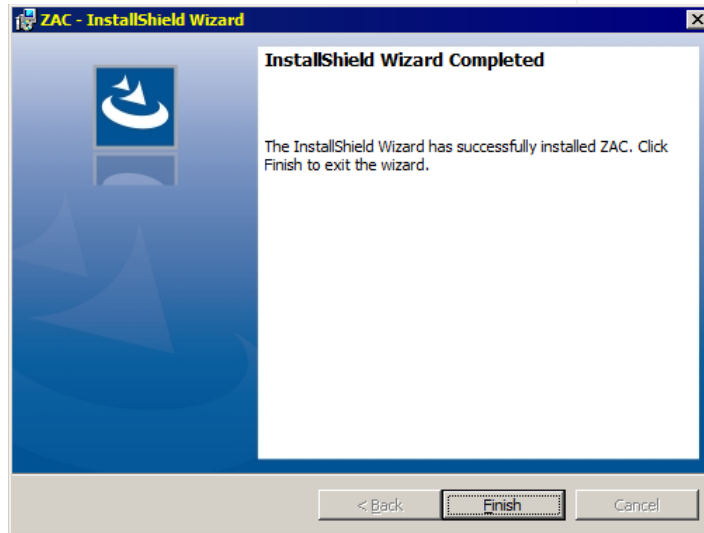 ZAC - InstallShield Wizard
InstallShield Wizard Completed
The InstallShield Wizard has successfully installed ZAC. Click
Finish to exit the wizard.
< Back
Finish
Cancel